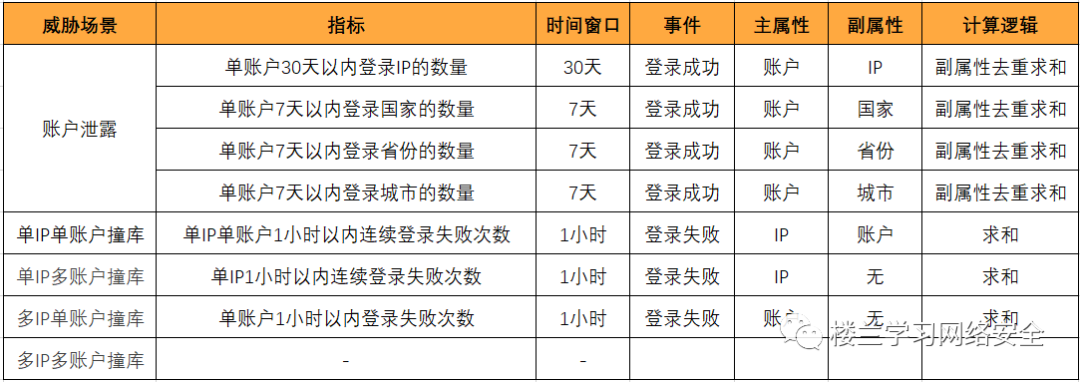 威胁场景 指标 时间窗口 事件 主属性 副属性 计算逻辑
账户泄露 单账户30天以内登录IP的数量 30天 登录成功 账户 IP 副属性去重求和
单账户7天以内登录国家的数量 7天 登录成功 账户 国家 副属性去重求和
单账户7天以内登录省份的数量 7天 登录成功 账户 省份 副属性去重求和
单账户7天以内登录城市的数量 7天 登录成功 账户 城市 副属性去重求和
单IP单账户撞库 单IP单账户1小时以内连续登录失败次数 1小时 登录失败 IP 账户 求和
单IP多账户撞库 单IP1小时以内连续登录失败次数 1小时 登录失败 IP 无 求和
多IP单账户撞库 单账户1小时以内登录失败次数 1小时 登录失败 账户 无 求和
楼兰学习网络安全
多IP多账户撞库 - -